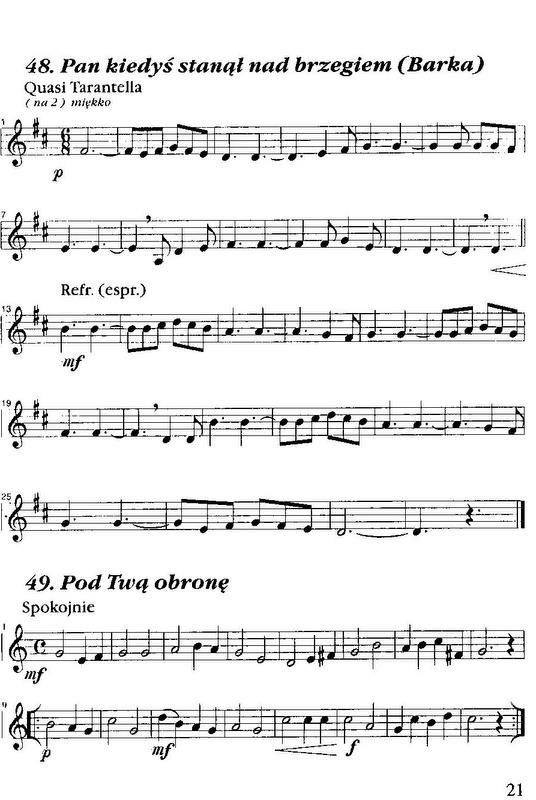 48. Pan kiedyś stanął nad brzegiem (Barka)
Quasi Tarantella
( na 2 ) miękko
1
6
8
p
7
Refr. (espr.)
13
mf
19
25
49. Pod Twą obronę
Spokojnie
1
mf
9
p mf f
21